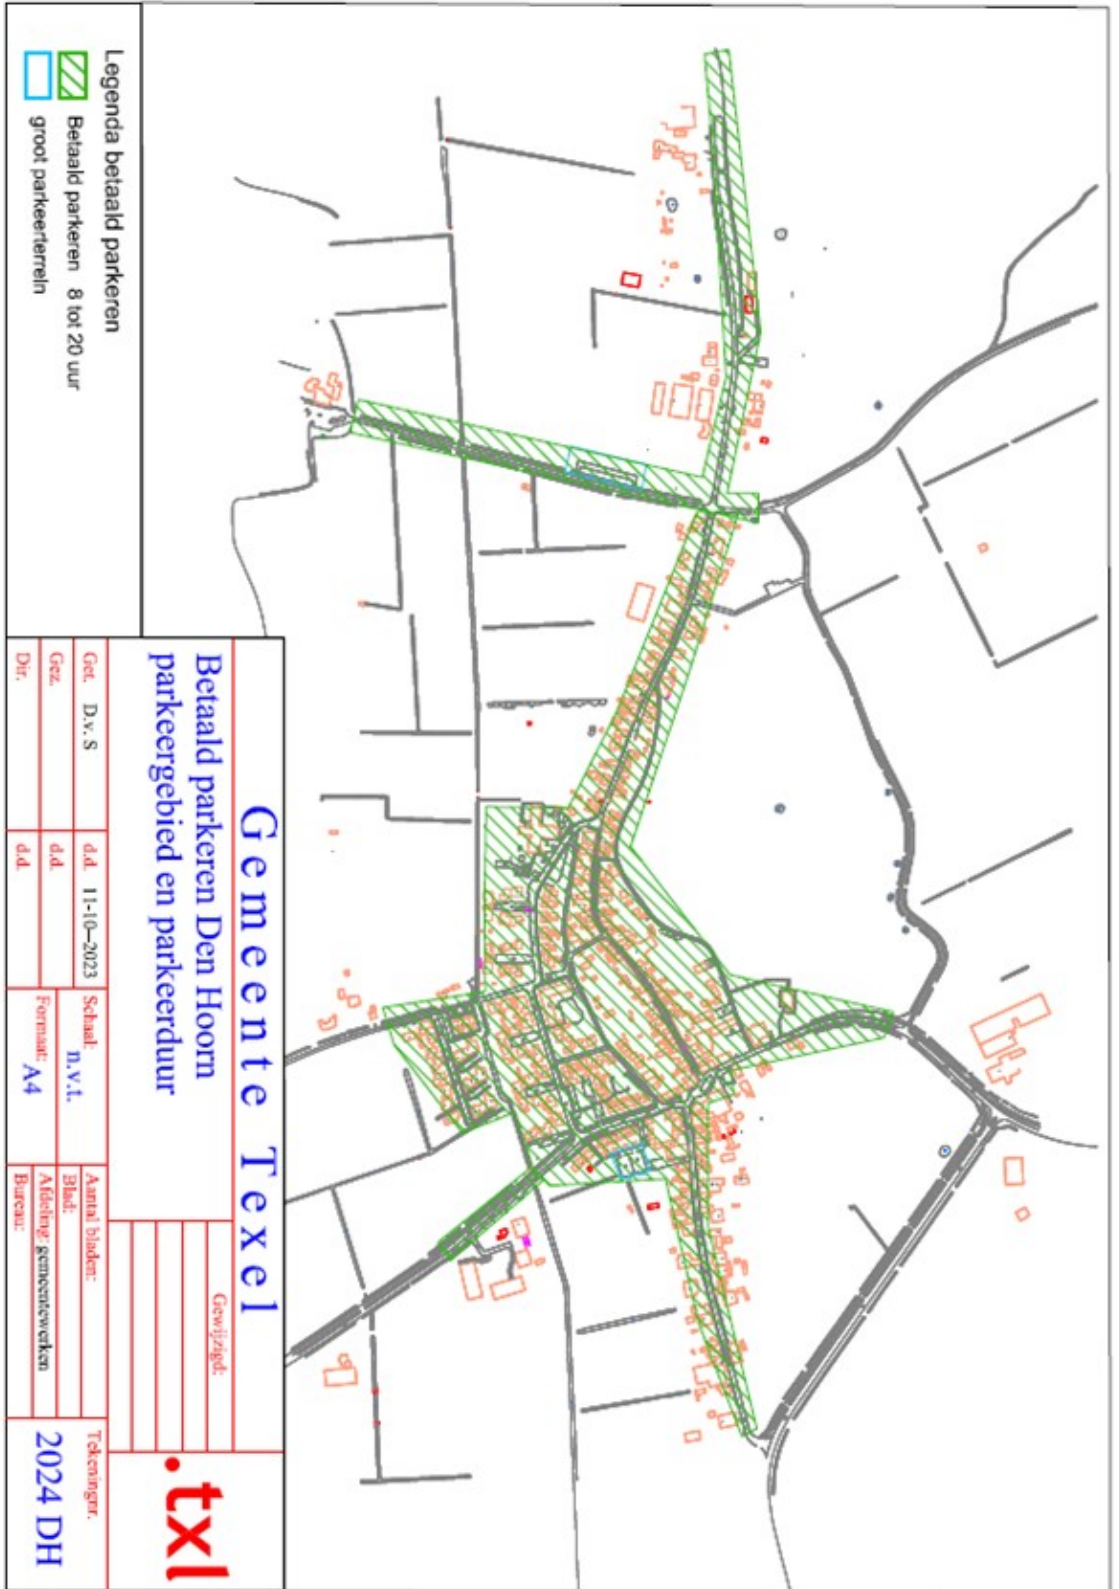 Legenda betaald parkeren
Betaald parkeren 8 tot 20 uur
groot parkeerterrein
Gemeente Texel
Betaald parkeren Den Hoorn
parkeergebied en parkeerduur
Gewijzigd:
.txl
Get. D.v. S
d.d. 11-10-2023
Schaal: n.v.t.
Aantal bladen:
Tekeningnr.
Gez.
d.d.
Blad:
2024 DH
Formaat: A4
Afdeling: gemeentewerken
Dir.
d.d.
Bureau: